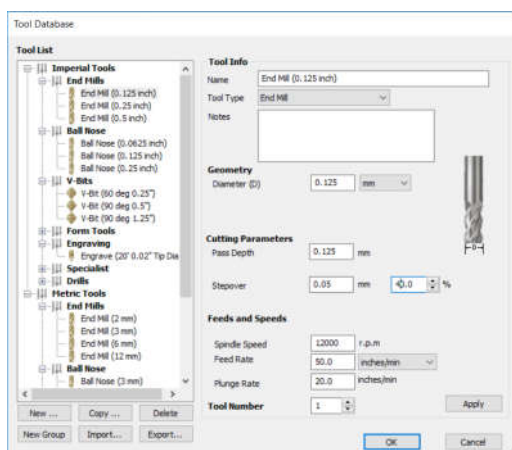 Tool Database
Tool List
Imperial Tools
End Mills
End Mill (0.125 inch)
End Mill (0.25 inch)
End Mill (0.5 inch)
Ball Nose
Ball Nose (0.0625 inch)
Ball Nose (0.125 inch)
Ball Nose (0.25 inch)
V-Bits
V-Bit (60 deg 0.25")
V-Bit (90 deg 0.5")
V-Bit (90 deg 1.25")
Form Tools
Engraving
Engrave (20° 0.02" Tip Dia
Specialist
Drills
Metric Tools
End Mills
End Mill (2 mm)
End Mill (3 mm)
End Mill (6 mm)
End Mill (12 mm)
Ball Nose
Ball Nose (3 mm)
New ... Copy ... Delete
New Group Import... Export...
Tool Info
Name End Mill (0.125 inch)
Tool Type End Mill
Notes
Geometry
Diameter (D) 0.125 mm
D
Cutting Parameters
Pass Depth 0.125 mm
Stepover 0.05 mm 40.0 %
Feeds and Speeds
Spindle Speed 12000 r.p.m
Feed Rate 50.0 inches/min
Plunge Rate 20.0 inches/min
Tool Number 1 Apply
OK Cancel